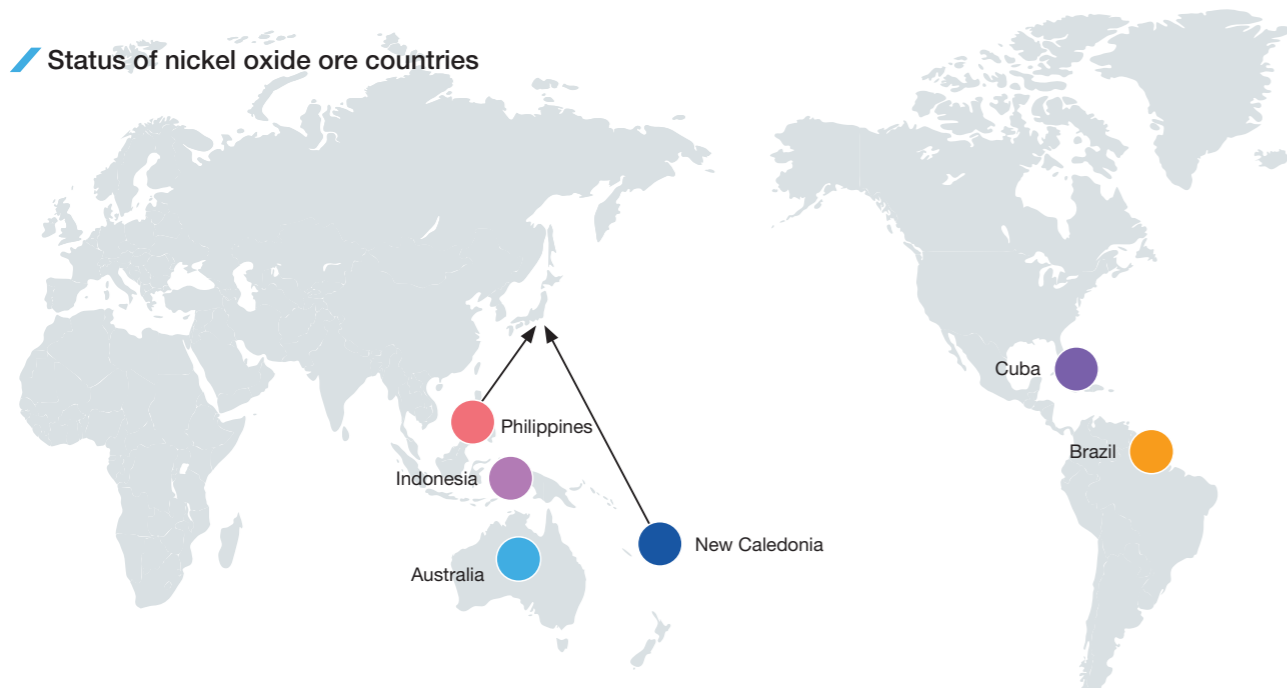 Status of nickel oxide ore countries
Cuba
Philippines
Brazil
Indonesia
New Caledonia
Australia